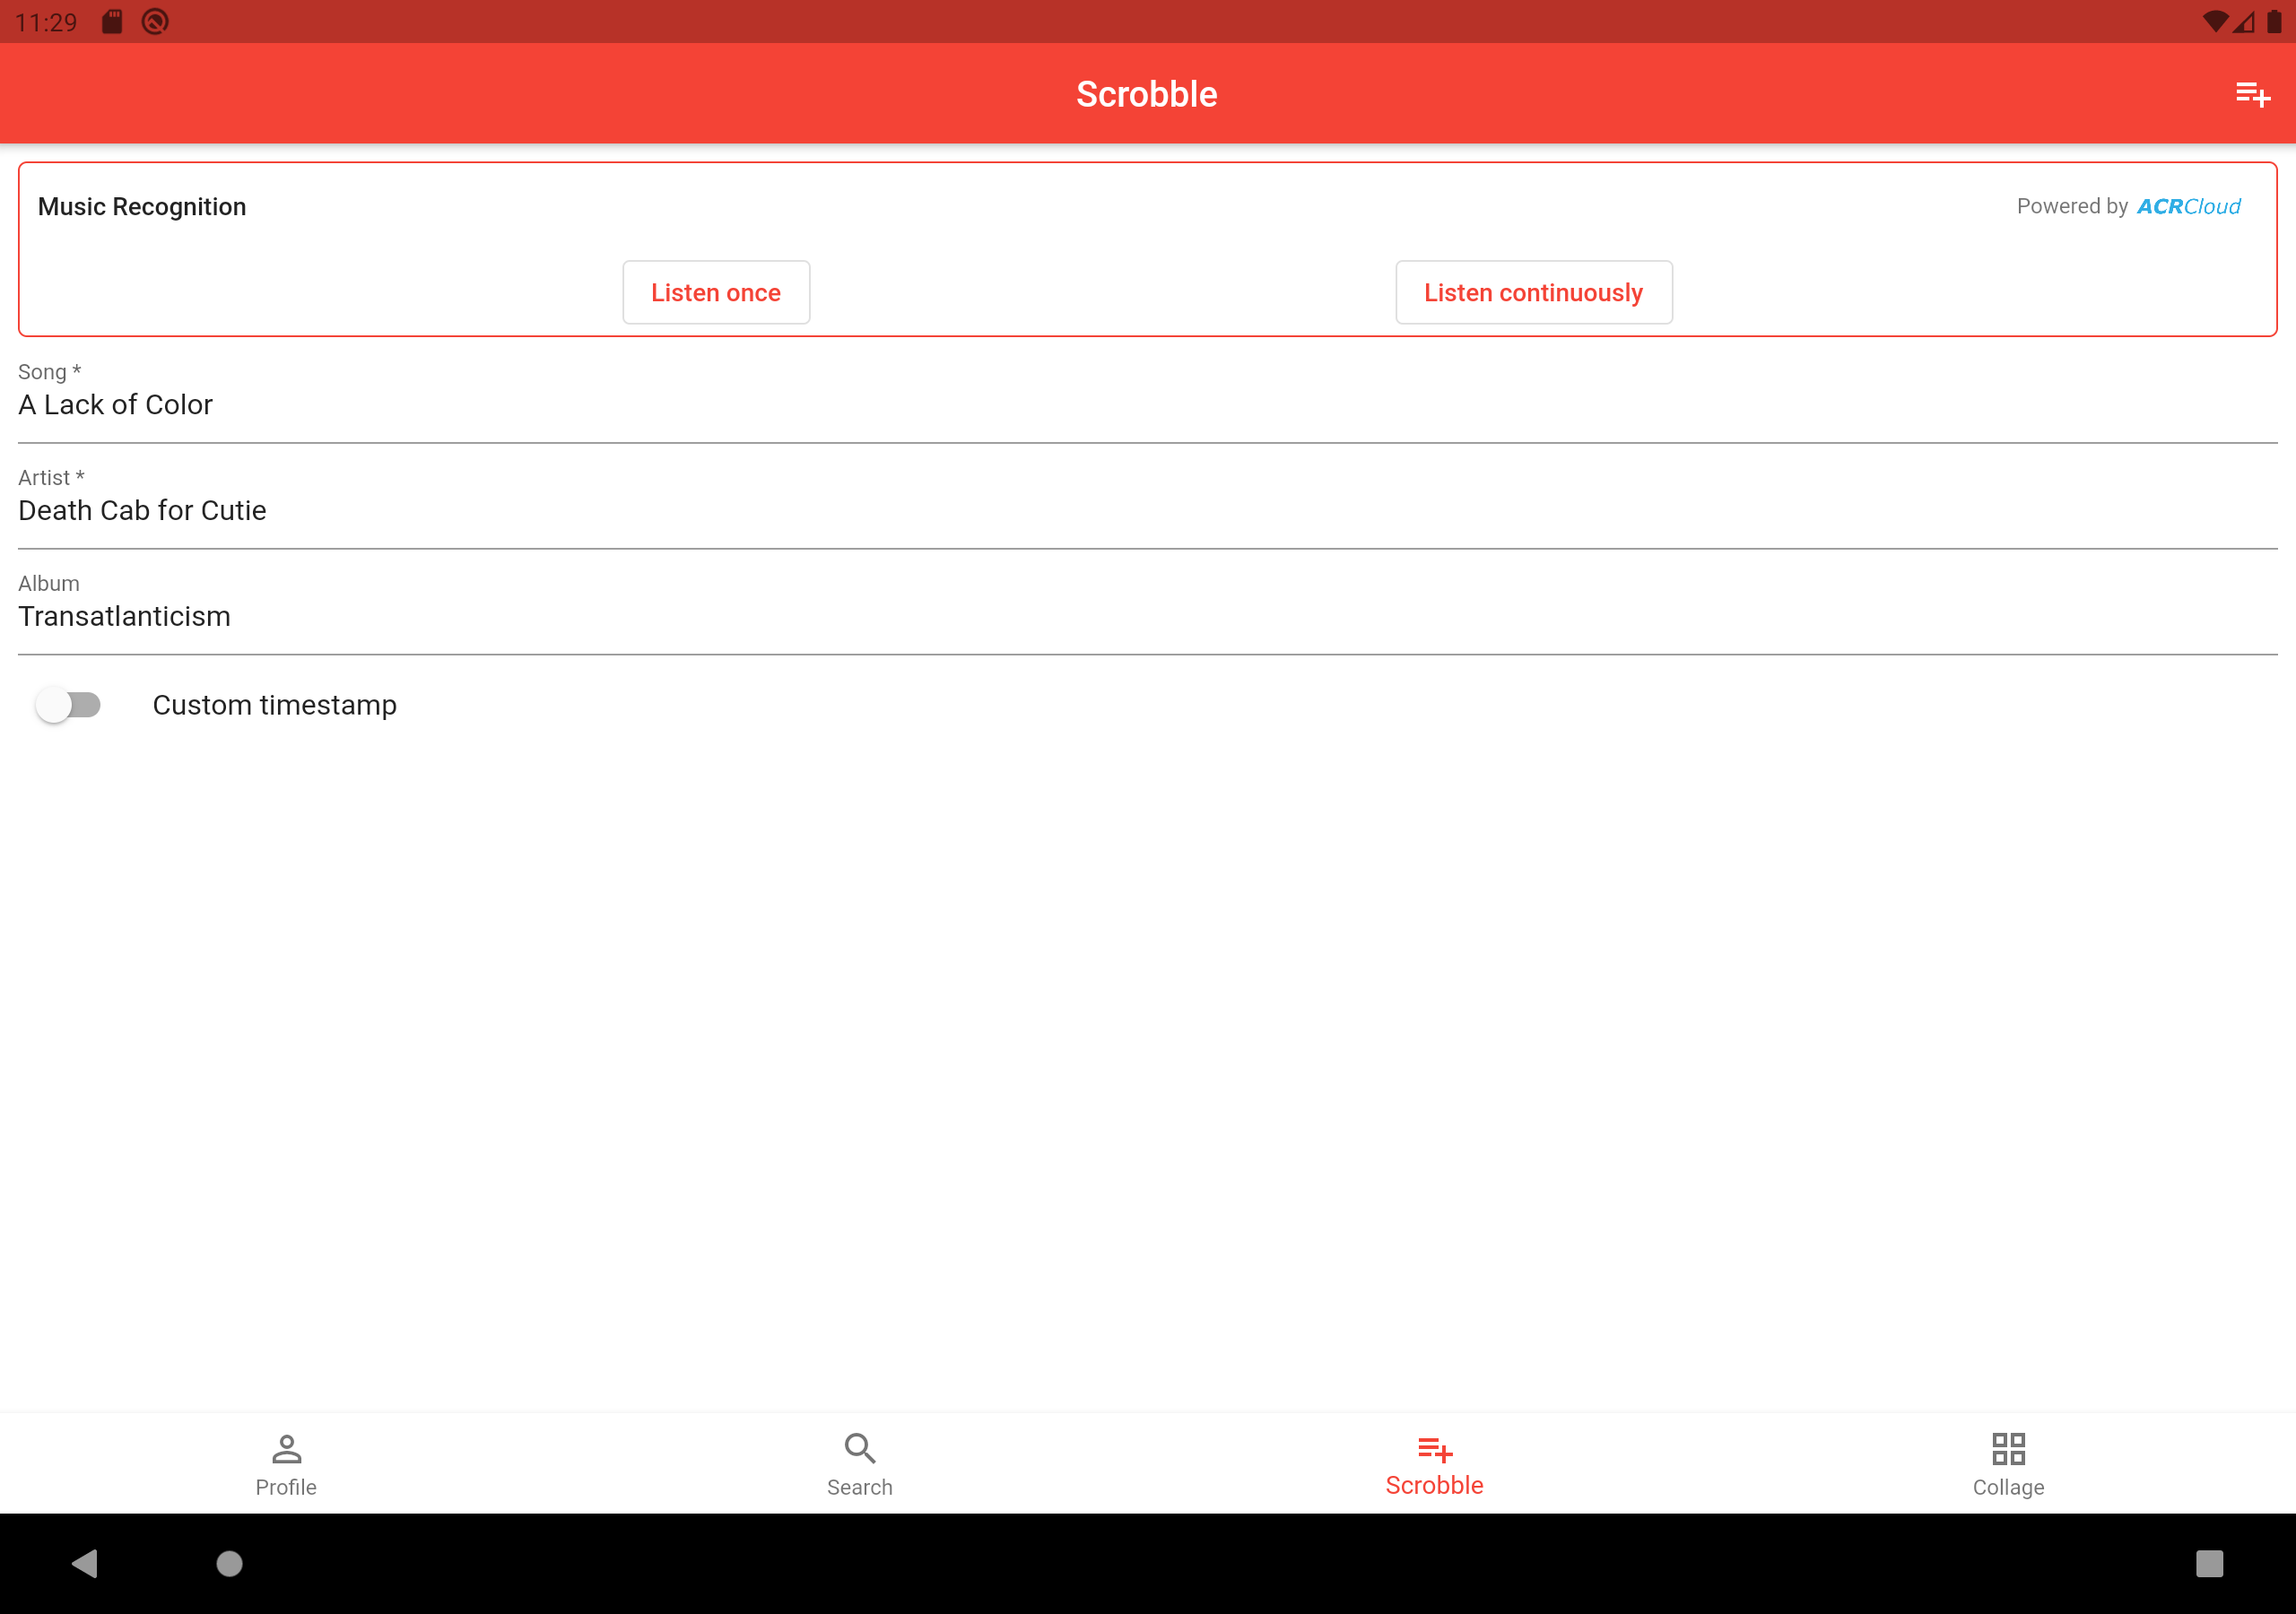 11:29
Scrobble
Music Recognition
Powered by ACRCloud
Listen once
Listen continuously
Song *
A Lack of Color
Artist *
Death Cab for Cutie
Album
Transatlanticism
Custom timestamp
Profile
Search
Scrobble
Collage